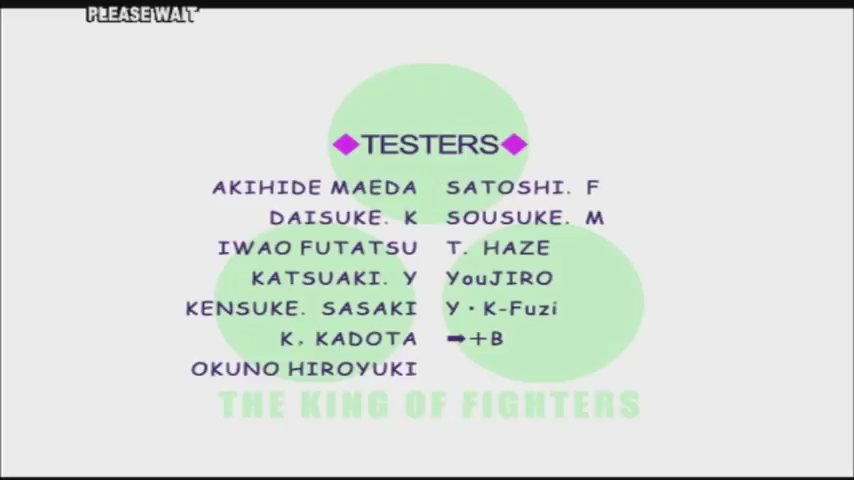 PLEASE WAIT
◆TESTERS◆
AKIHIDE MAEDA SATOSHI. F
DAISUKE. K SOUSUKE. M
IWAO FUTATSU T. HAZE
KATSUAKI. Y YouJIRO
KENSUKE. SASAKI Y・K-Fuzi
K. KADOTA ➡+B
OKUNO HIROYUKI
THE KING OF FIGHTERS